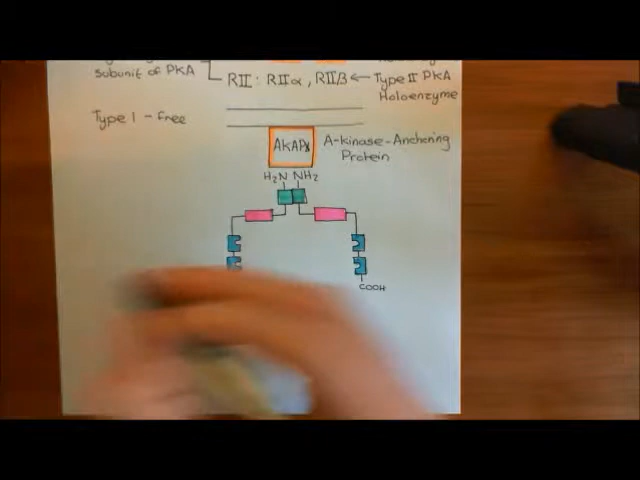 subunit of PKA
RII : RIIα , RIIβ ← Type II PKA
Holoenzyme
Type I - free
AKAPs
A-kinase-Anchoring
Protein
H₂N NH₂
COOH